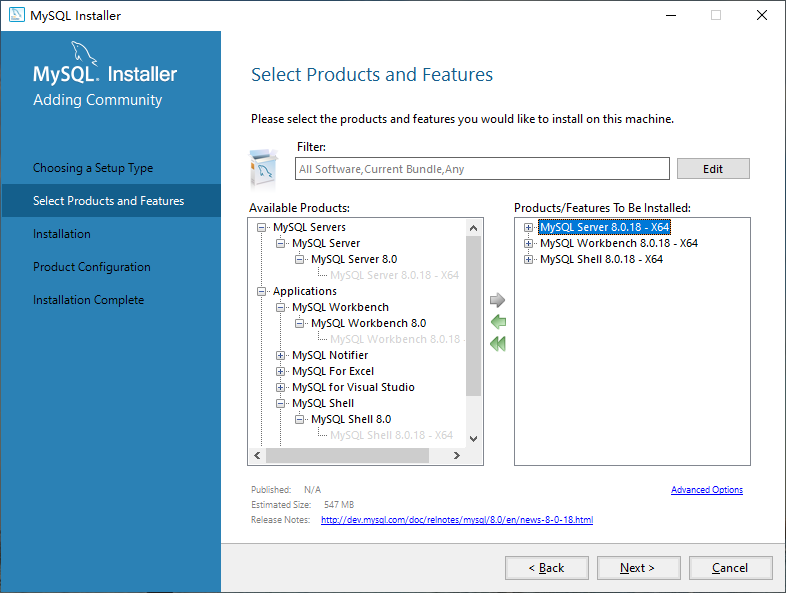 MySQL Installer
MySQL. Installer
Adding Community
Choosing a Setup Type
Select Products and Features
Installation
Product Configuration
Installation Complete
Select Products and Features
Please select the products and features you would like to install on this machine.
Filter:
All Software,Current Bundle,Any
Edit
Available Products:
MySQL Servers
MySQL Server
MySQL Server 8.0
MySQL Server 8.0.18 - X64
Applications
MySQL Workbench
MySQL Workbench 8.0
MySQL Workbench 8.0.18 -
MySQL Notifier
MySQL For Excel
MySQL for Visual Studio
MySQL Shell
MySQL Shell 8.0
MySQL Shell 8.0.18 - X64
Products/Features To Be Installed:
MySQL Server 8.0.18 - X64
MySQL Workbench 8.0.18 - X64
MySQL Shell 8.0.18 - X64
Published: N/A
Estimated Size: 547 MB
Release Notes: http://dev.mysql.com/doc/relnotes/mysql/8.0/en/news-8-0-18.html
Advanced Options
< Back
Next >
Cancel